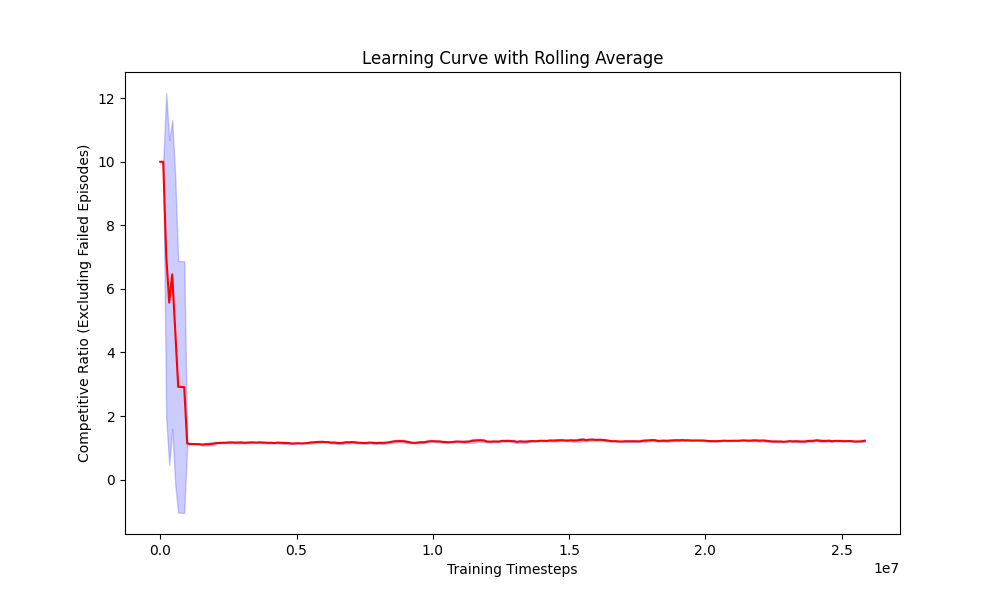 Learning Curve with Rolling Average
Competitive Ratio (Excluding Failed Episodes)
12
10
8
6
4
2
0
0.0 0.5 1.0 1.5 2.0 2.5
1e7
Training Timesteps